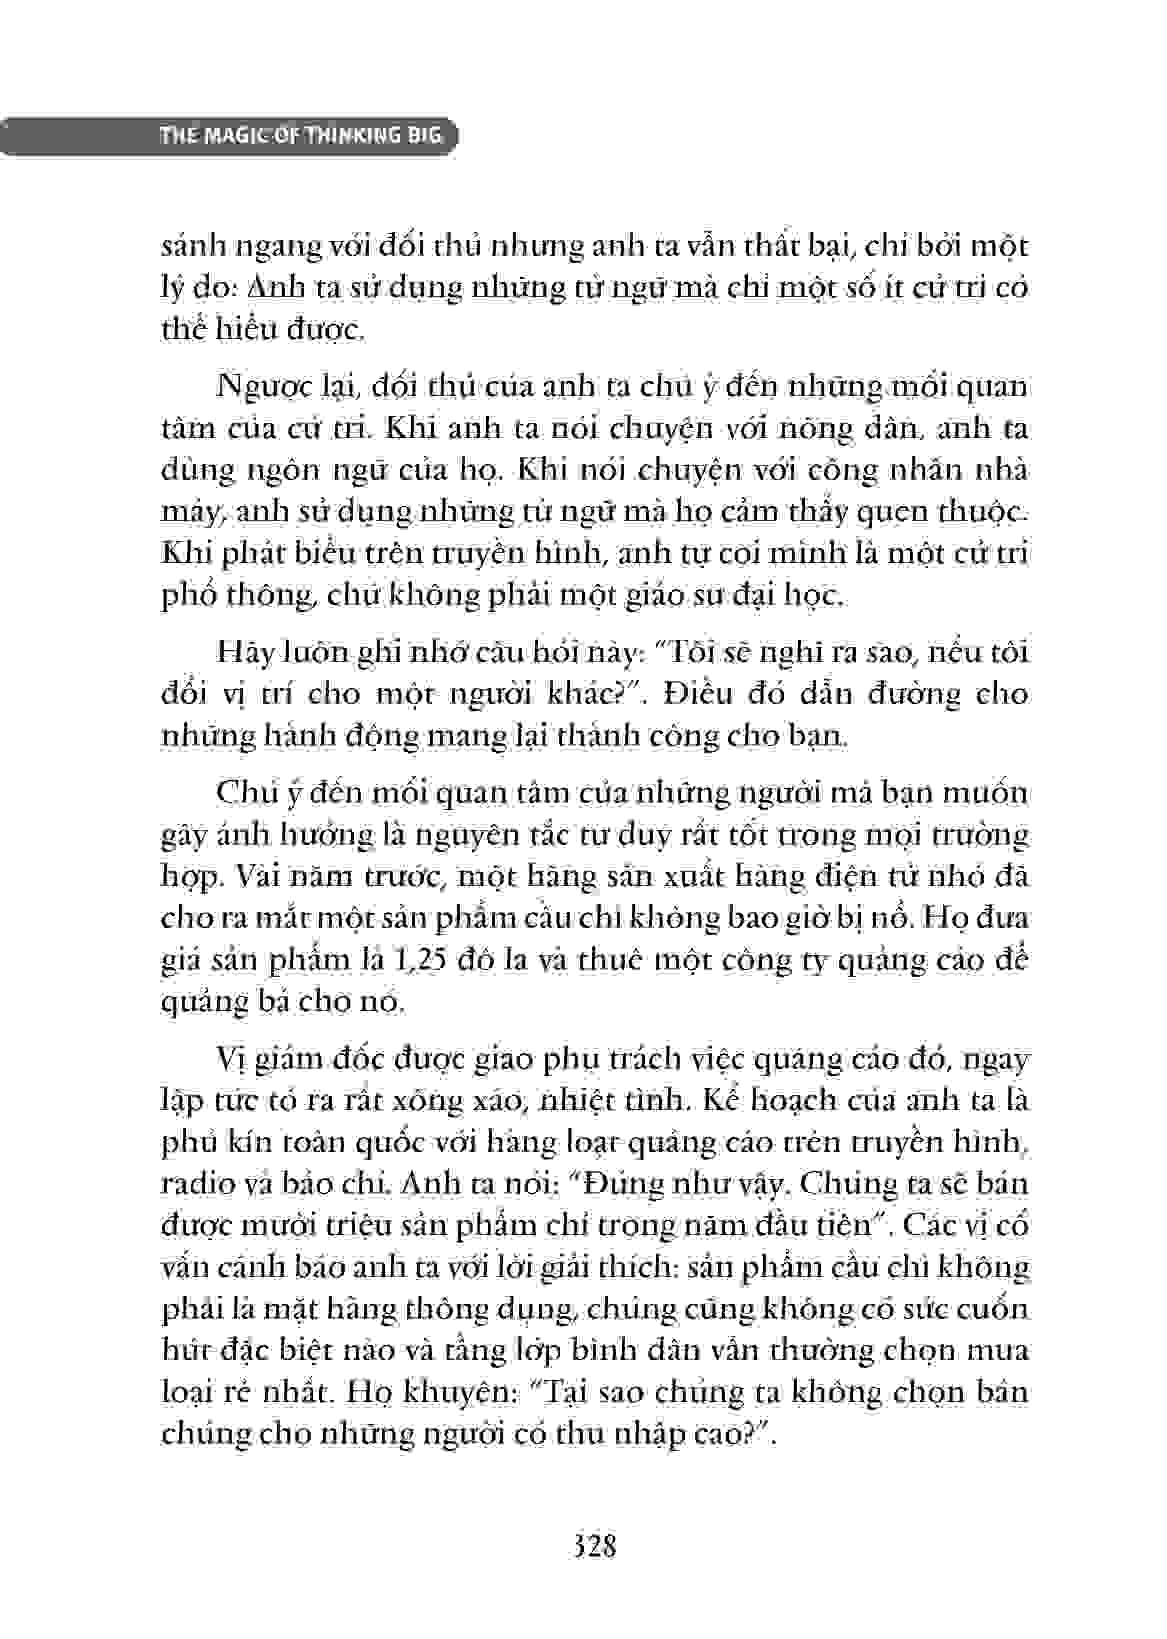 THE MAGIC OF THINKING BIG
sánh ngang với đối thủ nhưng anh ta vẫn thất bại, chỉ bởi một
lý do: Anh ta sử dụng những từ ngữ mà chỉ một số ít cử tri có
thể hiểu được.
Ngược lại, đối thủ của anh ta chú ý đến những mối quan
tâm của cử tri. Khi anh ta nói chuyện với nông dân, anh ta
dùng ngôn ngữ của họ. Khi nói chuyện với công nhân nhà
máy, anh sử dụng những từ ngữ mà họ cảm thấy quen thuộc.
Khi phát biểu trên truyền hình, anh tự coi mình là một cử tri
phổ thông, chứ không phải một giáo sư đại học.
Hãy luôn ghi nhớ câu hỏi này: “Tôi sẽ nghĩ ra sao, nếu tôi
đổi vị trí cho một người khác?”. Điều đó dẫn đường cho
những hành động mang lại thành công cho bạn.
Chú ý đến mối quan tâm của những người mà bạn muốn
gây ảnh hưởng là nguyên tắc tư duy rất tốt trong mọi trường
hợp. Vài năm trước, một hãng sản xuất hàng điện tử nhỏ đã
cho ra mắt một sản phẩm cầu chì không bao giờ bị nổ. Họ đưa
giá sản phẩm là 1,25 đô la và thuê một công ty quảng cáo để
quảng bá cho nó.
Vị giám đốc được giao phụ trách việc quảng cáo đó, ngay
lập tức tỏ ra rất xông xáo, nhiệt tình. Kế hoạch của anh ta là
phủ kín toàn quốc với hàng loạt quảng cáo trên truyền hình,
radio và báo chí. Anh ta nói: “Đúng như vậy. Chúng ta sẽ bán
được mười triệu sản phẩm chỉ trong năm đầu tiên”. Các vị cố
vấn cảnh báo anh ta với lời giải thích: sản phẩm cầu chì không
phải là mặt hàng thông dụng, chúng cũng không có sức cuốn
hút đặc biệt nào và tầng lớp bình dân vẫn thường chọn mua
loại rẻ nhất. Họ khuyên: “Tại sao chúng ta không chọn bán
chúng cho những người có thu nhập cao?”.
328